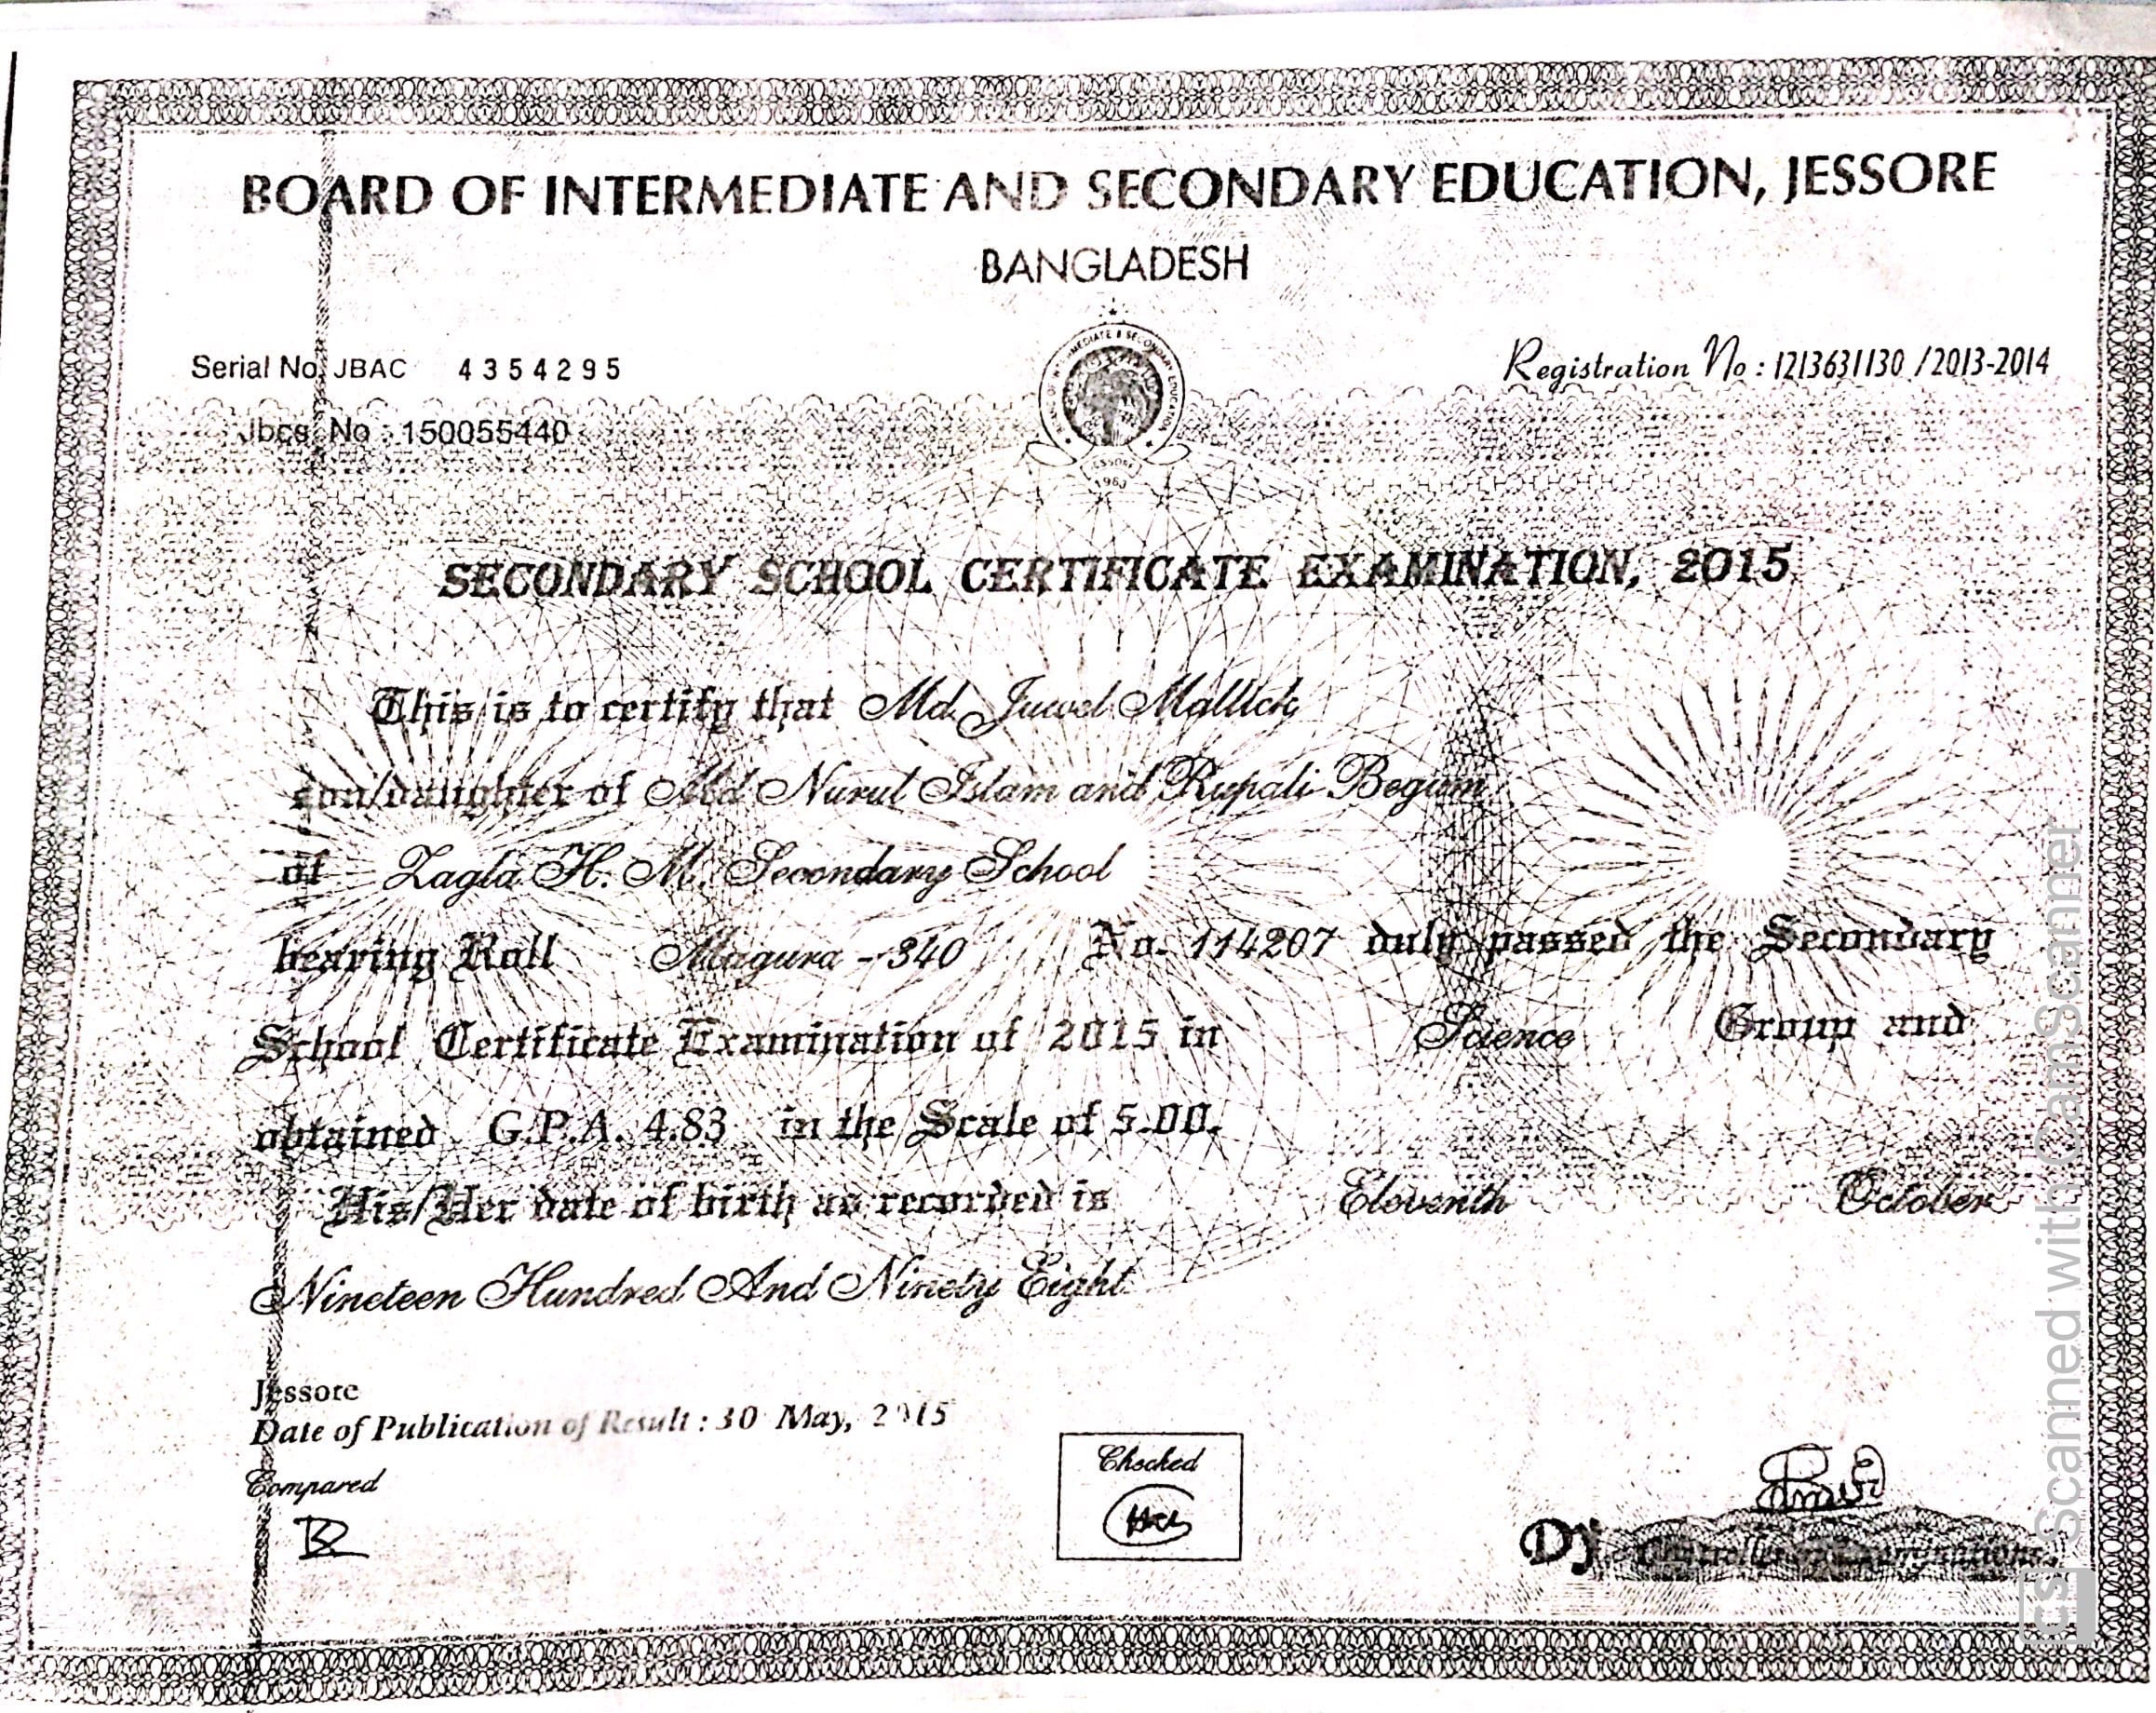 BOARD OF INTERMEDIATE AND SECONDARY EDUCATION, JESSORE
BANGLADESH
Serial No. JBAC 4354295
Registration No : 1213631130 / 2013-2014
Jbcs No : 150055440
JESSORE
1963
SECONDARY SCHOOL CERTIFICATE EXAMINATION, 2015
This is to certify that Md. Juwel Mallick
son/daughter of Md Nurul Islam and Rupali Begum
of Zagla H. M. Secondary School
bearing Roll Magura - 340 No. 114207 duly passed the Secondary
School Certificate Examination of 2015 in Science Group and
obtained G.P.A. 4.83 in the Scale of 5.00.
His/Her date of birth as recorded is Eleventh October
Nineteen Hundred And Ninety Eight
Jessore
Date of Publication of Result : 30 May, 2015
Compared
Checked
Dy Controller of Examinations.
CS Scanned with CamScanner